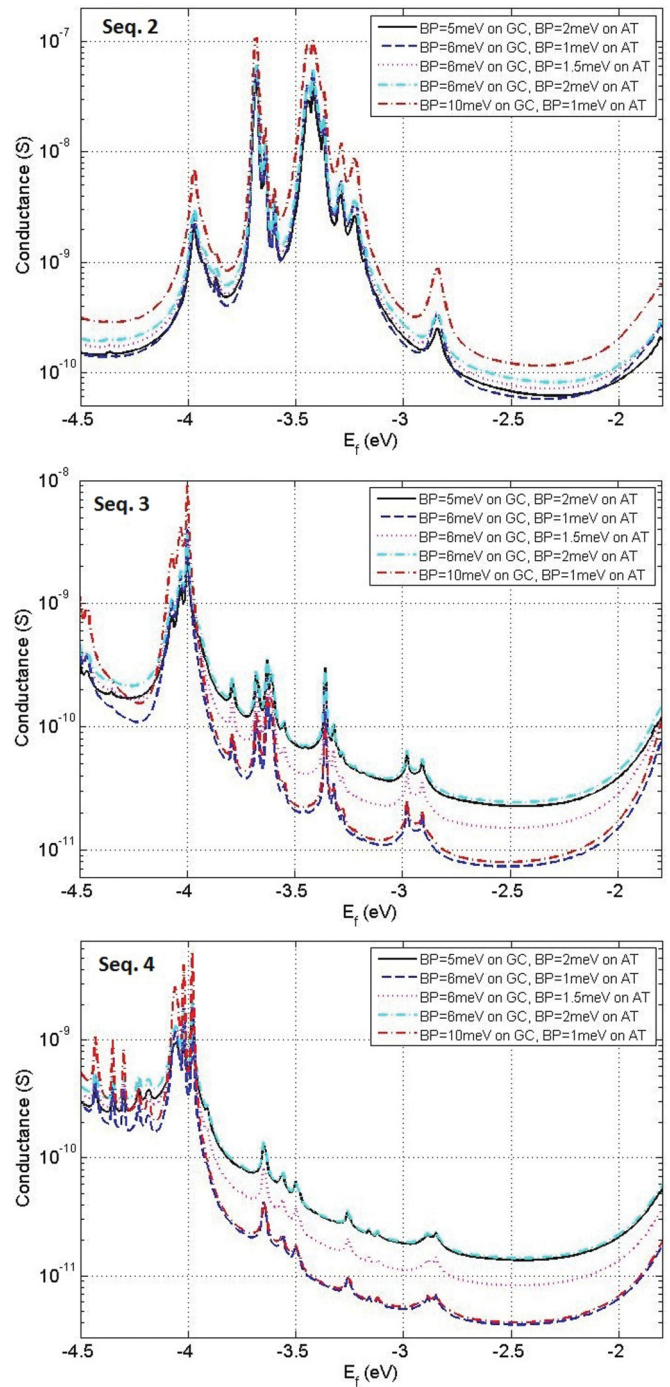 Seq. 2
BP=5meV on GC, BP=2meV on AT
BP=6meV on GC, BP=1meV on AT
BP=6meV on GC, BP=1.5meV on AT
BP=6meV on GC, BP=2meV on AT
BP=10meV on GC, BP=1meV on AT
10⁻⁷
10⁻⁸
10⁻⁹
10⁻¹⁰
Conductance (S)
-4.5 -4 -3.5 -3 -2.5 -2
E_f (eV)
Seq. 3
BP=5meV on GC, BP=2meV on AT
BP=6meV on GC, BP=1meV on AT
BP=6meV on GC, BP=1.5meV on AT
BP=6meV on GC, BP=2meV on AT
BP=10meV on GC, BP=1meV on AT
10⁻⁸
10⁻⁹
10⁻¹⁰
10⁻¹¹
Conductance (S)
-4.5 -4 -3.5 -3 -2.5 -2
E_f (eV)
Seq. 4
BP=5meV on GC, BP=2meV on AT
BP=6meV on GC, BP=1meV on AT
BP=6meV on GC, BP=1.5meV on AT
BP=6meV on GC, BP=2meV on AT
BP=10meV on GC, BP=1meV on AT
10⁻⁹
10⁻¹⁰
10⁻¹¹
Conductance (S)
-4.5 -4 -3.5 -3 -2.5 -2
E_f (eV)